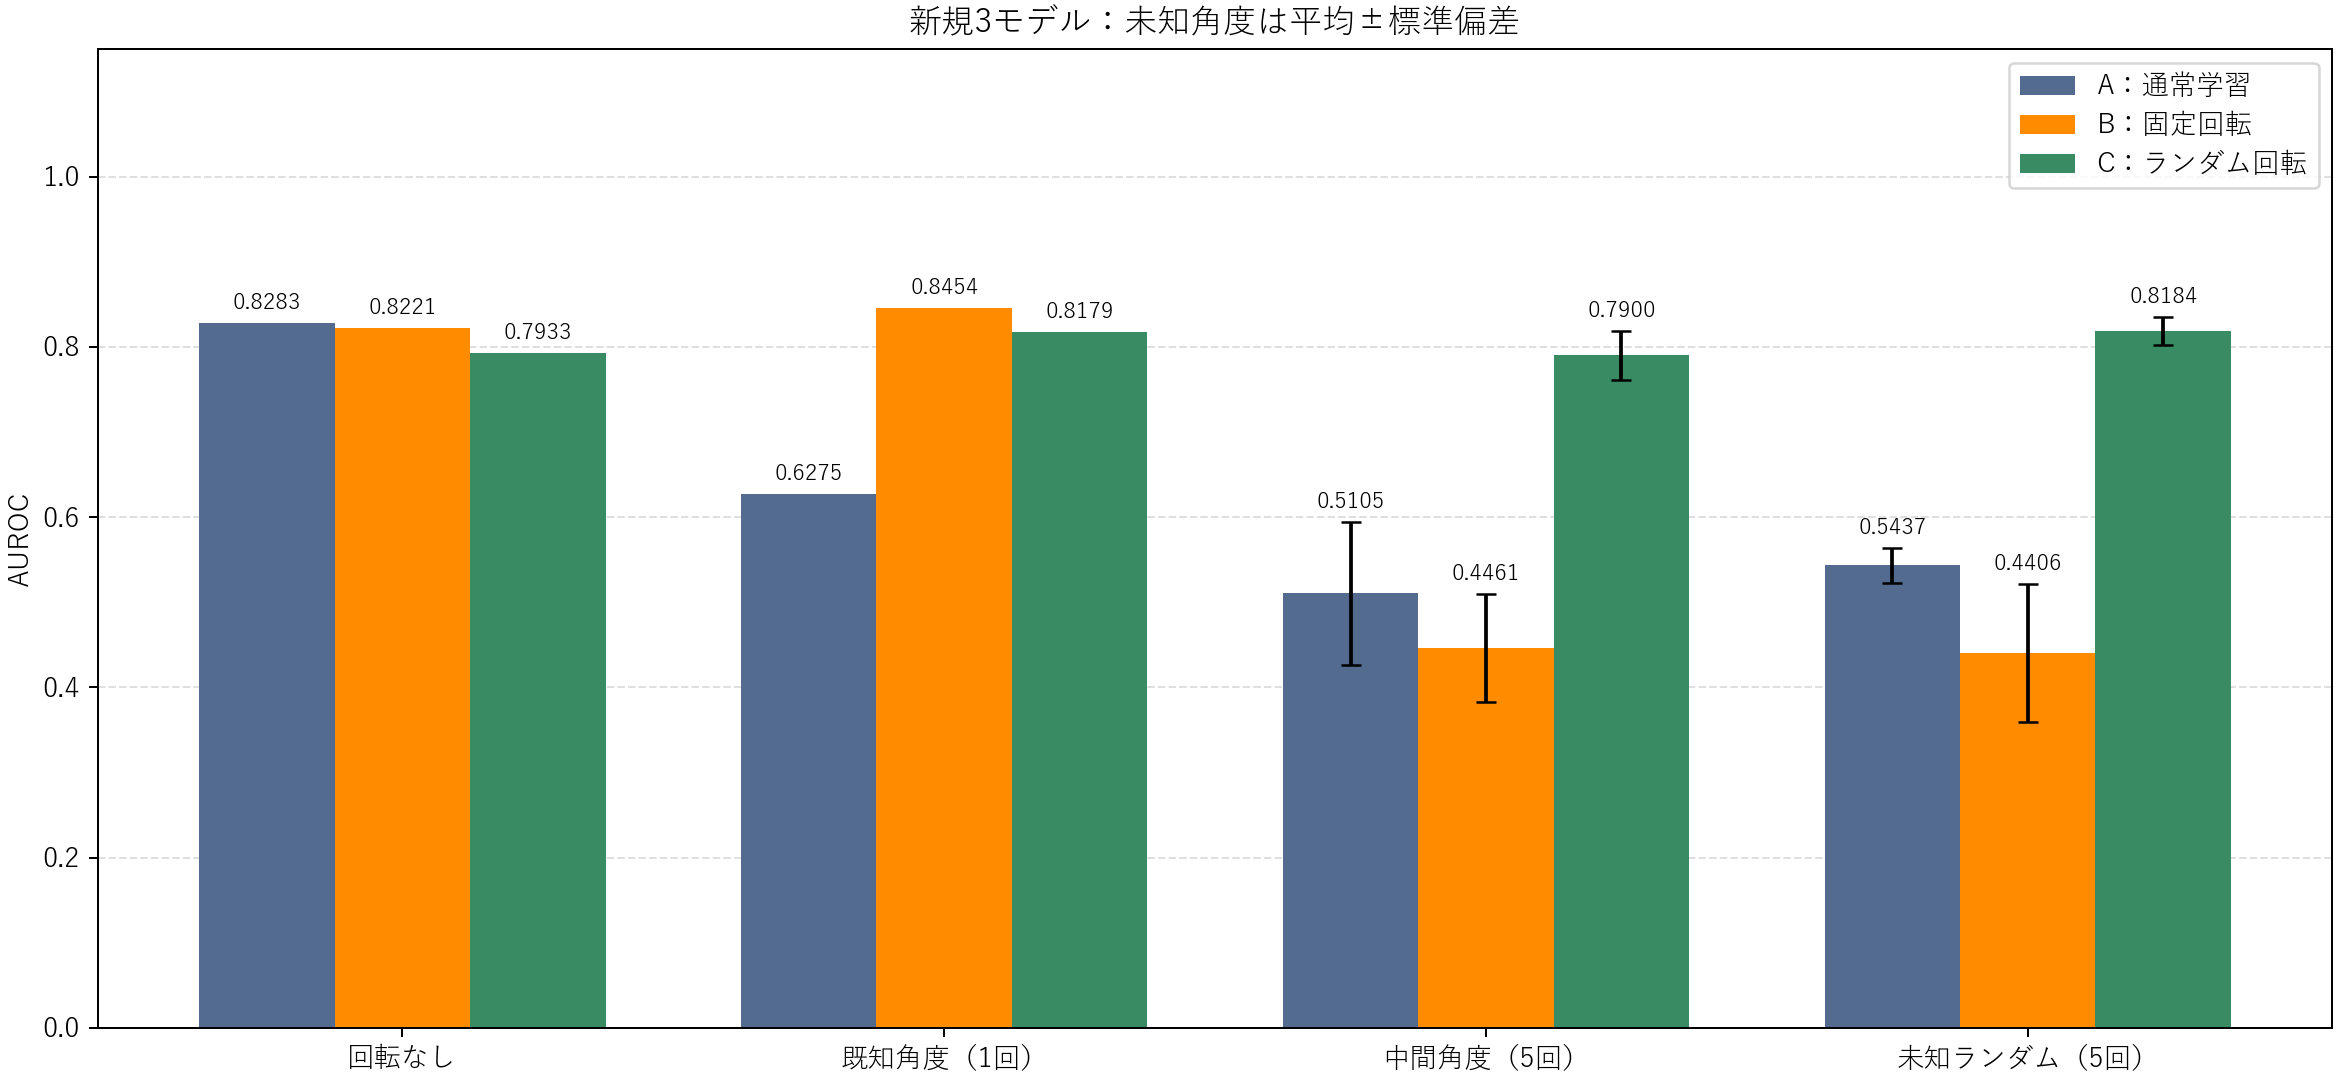 新規3モデル：未知角度は平均±標準偏差
A：通常学習
B：固定回転
C：ランダム回転
AUROC
1.0
0.8
0.6
0.4
0.2
0.0
0.8283
0.8221
0.7933
0.6275
0.8454
0.8179
0.5105
0.4461
0.7900
0.5437
0.4406
0.8184
回転なし
既知角度（1回）
中間角度（5回）
未知ランダム（5回）